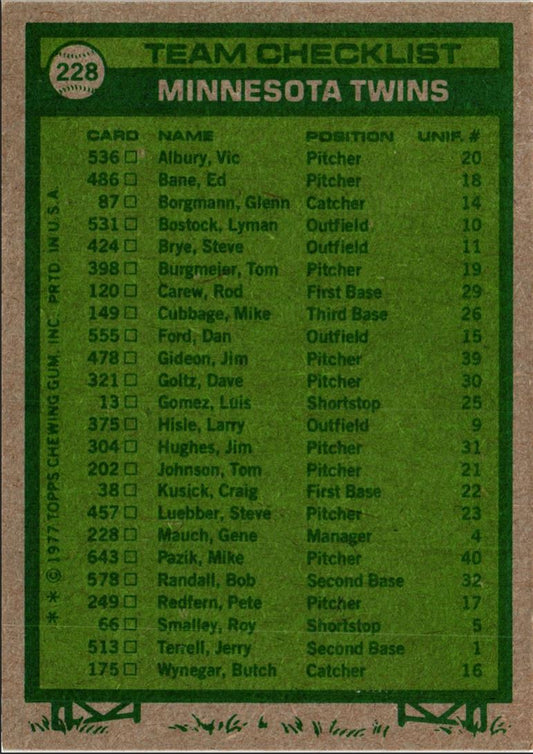 228
TEAM CHECKLIST
MINNESOTA TWINS
CARD NAME POSITION UNIF. #
536 □ Albury, Vic Pitcher 20
486 □ Bane, Ed Pitcher 18
87 □ Borgmann, Glenn Catcher 14
531 □ Bostock, Lyman Outfield 10
424 □ Brye, Steve Outfield 11
398 □ Burgmeier, Tom Pitcher 19
120 □ Carew, Rod First Base 29
149 □ Cubbage, Mike Third Base 26
555 □ Ford, Dan Outfield 15
478 □ Gideon, Jim Pitcher 39
321 □ Goltz, Dave Pitcher 30
13 □ Gomez, Luis Shortstop 25
375 □ Hisle, Larry Outfield 9
304 □ Hughes, Jim Pitcher 31
202 □ Johnson, Tom Pitcher 21
38 □ Kusick, Craig First Base 22
457 □ Luebber, Steve Pitcher 23
228 □ Mauch, Gene Manager 4
643 □ Pazik, Mike Pitcher 40
578 □ Randall, Bob Second Base 32
249 □ Redfern, Pete Pitcher 17
66 □ Smalley, Roy Shortstop 5
513 □ Terrell, Jerry Second Base 1
175 □ Wynegar, Butch Catcher 16
* * © 1977 TOPPS CHEWING GUM, INC. PRTD. IN U.S.A.